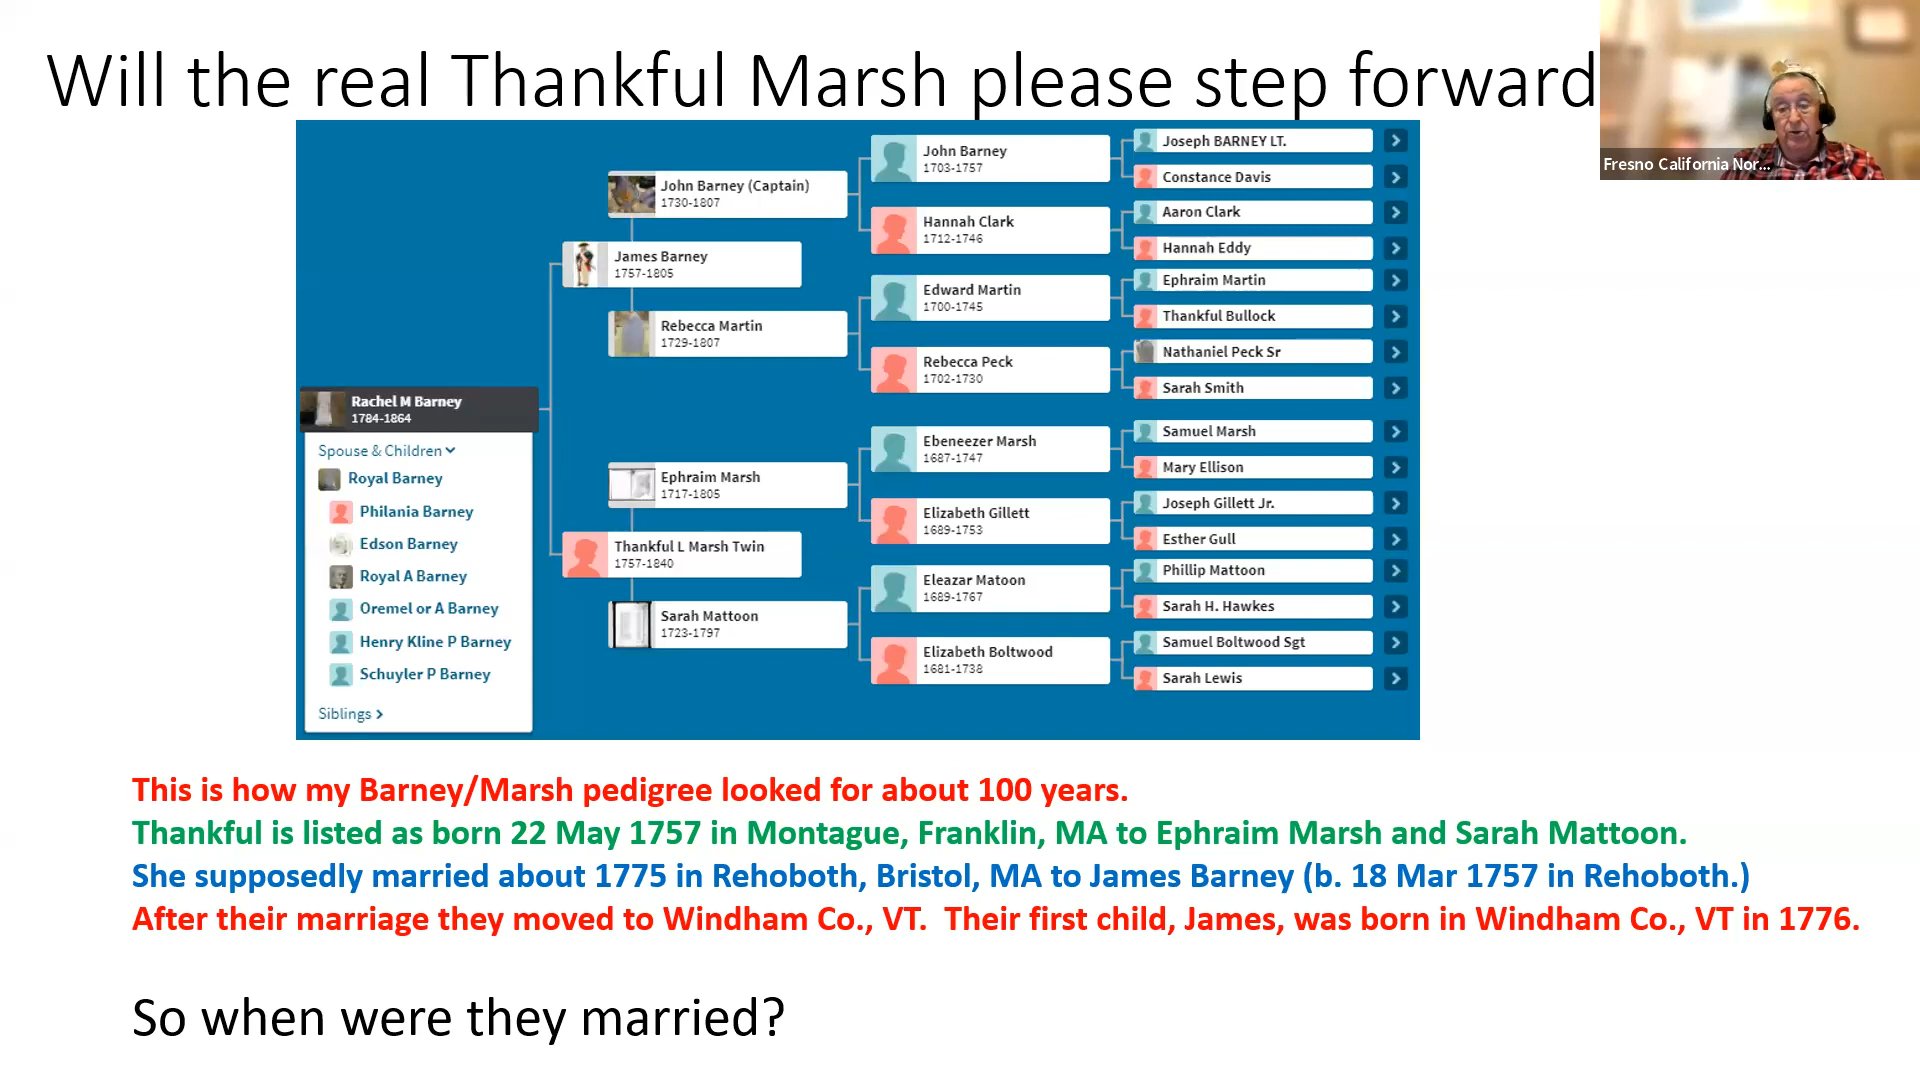 Will the real Thankful Marsh please step forward
Fresno California Nor...
Rachel M Barney
1784-1864
Spouse & Children
Royal Barney
Philania Barney
Edson Barney
Royal A Barney
Oremel or A Barney
Henry Kline P Barney
Schuyler P Barney
Siblings
James Barney
1757-1805
Thankful L Marsh Twin
1757-1840
John Barney (Captain)
1730-1807
Rebecca Martin
1729-1807
Ephraim Marsh
1717-1805
Sarah Mattoon
1723-1797
John Barney
1703-1757
Hannah Clark
1712-1746
Edward Martin
1700-1745
Rebecca Peck
1702-1730
Ebeneezer Marsh
1687-1747
Elizabeth Gillett
1689-1753
Eleazar Matoon
1689-1767
Elizabeth Boltwood
1681-1738
Joseph BARNEY LT.
Constance Davis
Aaron Clark
Hannah Eddy
Ephraim Martin
Thankful Bullock
Nathaniel Peck Sr
Sarah Smith
Samuel Marsh
Mary Ellison
Joseph Gillett Jr.
Esther Gull
Phillip Mattoon
Sarah H. Hawkes
Samuel Boltwood Sgt
Sarah Lewis
This is how my Barney/Marsh pedigree looked for about 100 years.
Thankful is listed as born 22 May 1757 in Montague, Franklin, MA to Ephraim Marsh and Sarah Mattoon.
She supposedly married about 1775 in Rehoboth, Bristol, MA to James Barney (b. 18 Mar 1757 in Rehoboth.)
After their marriage they moved to Windham Co., VT.  Their first child, James, was born in Windham Co., VT in 1776.
So when were they married?